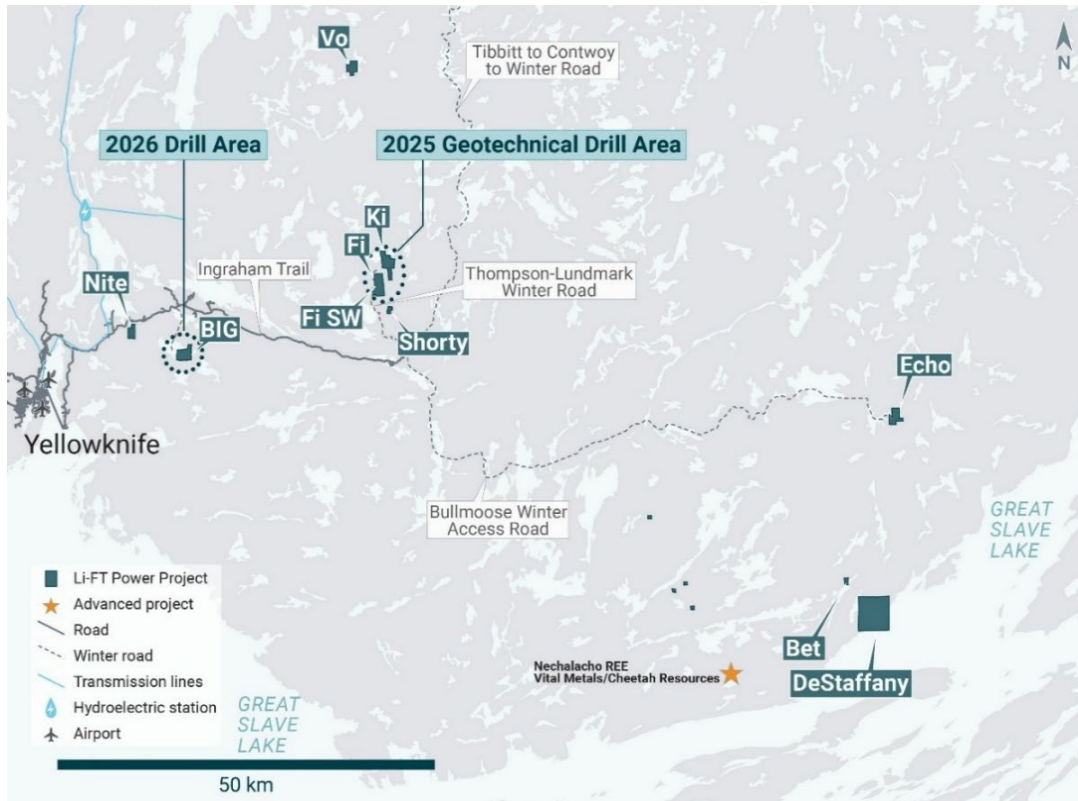 Vo
Tibbitt to Contwoy
to Winter Road
N
2026 Drill Area
2025 Geotechnical Drill Area
Ki
Fi
Ingraham Trail
Thompson-Lundmark
Winter Road
Nite
Fi SW
BIG
Shorty
Echo
Yellowknife
Bullmoose Winter
Access Road
GREAT
SLAVE
LAKE
Li-FT Power Project
Advanced project
Road
Winter road
Transmission lines
Hydroelectric station
Airport
Bet
DeStaffany
Nechalacho REE
Vital Metals/Cheetah Resources
GREAT
SLAVE
LAKE
50 km